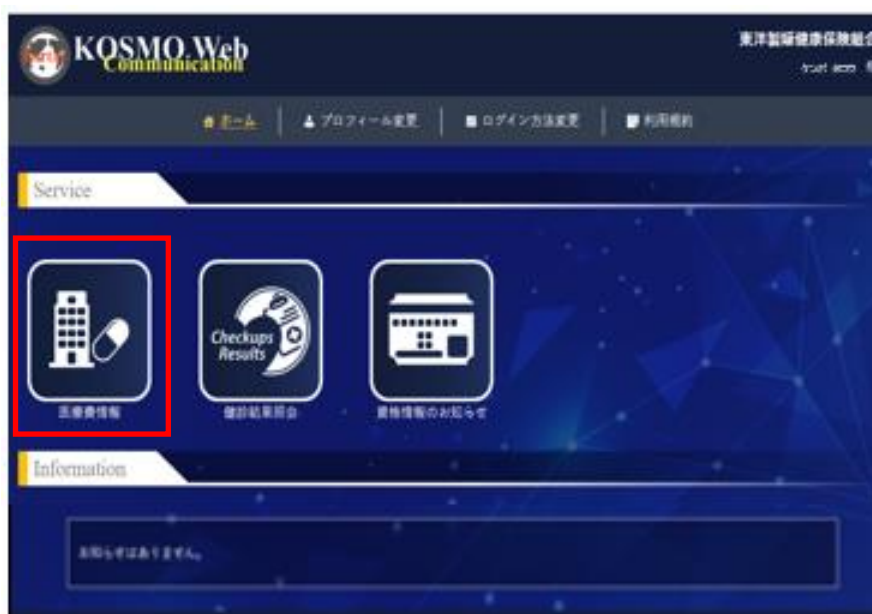 KOSMO Web
Communication
東洋製罐健康保険組合
ホーム
プロフィール変更
ログイン方法変更
利用規約
Service
Checkups
Results
医療費情報
健診結果照会
資格情報のお知らせ
Information
お知らせはありません。